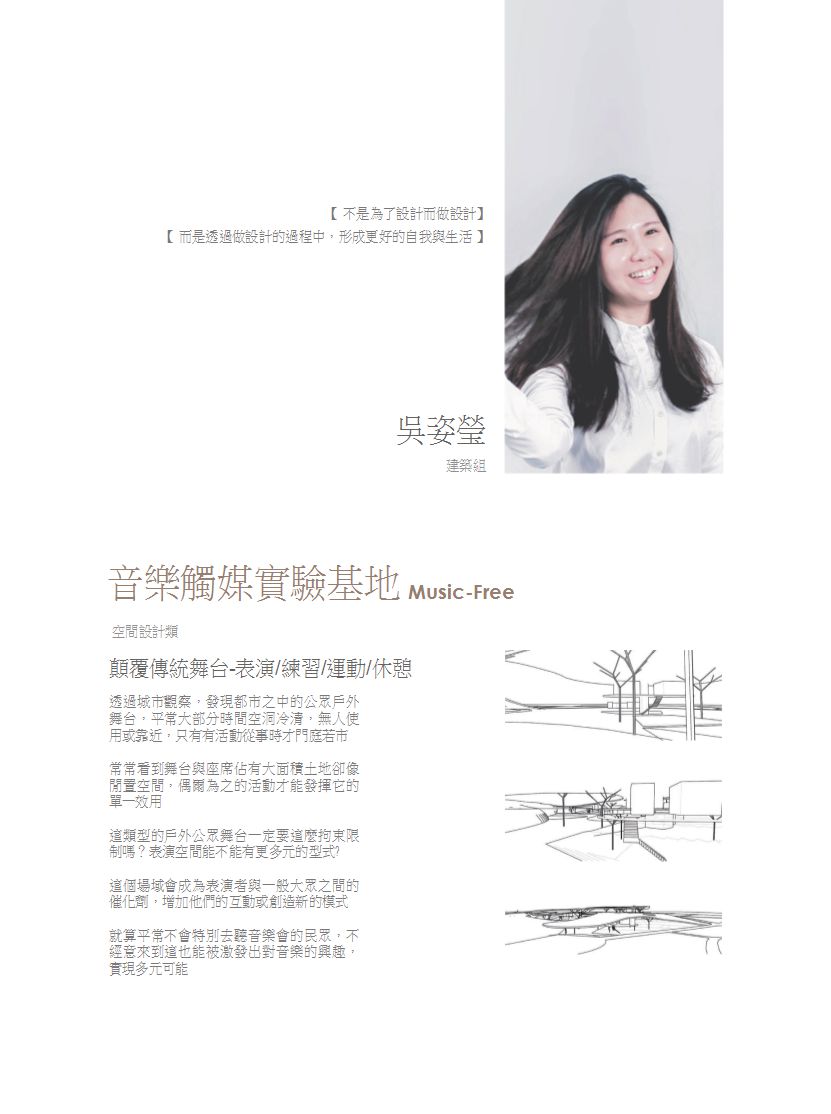 【 不是為了設計而做設計】
【 而是透過做設計的過程中，形成更好的自我與生活 】
吳姿瑩
建築組
音樂觸媒實驗基地 Music-Free
空間設計類
顛覆傳統舞台-表演/練習/運動/休憩
透過城市觀察，發現都市之中的公眾戶外
舞台，平常大部分時間空洞冷清，無人使
用或靠近，只有有活動從事時才門庭若市
常常看到舞台與座席佔有大面積土地卻像
閒置空間，偶爾為之的活動才能發揮它的
單一效用
這類型的戶外公眾舞台一定要這麼拘束限
制嗎？表演空間能不能有更多元的型式?
這個場域會成為表演者與一般大眾之間的
催化劑，增加他們的互動或創造新的模式
就算平常不會特別去聽音樂會的民眾，不
經意來到這也能被激發出對音樂的興趣，
實現多元可能